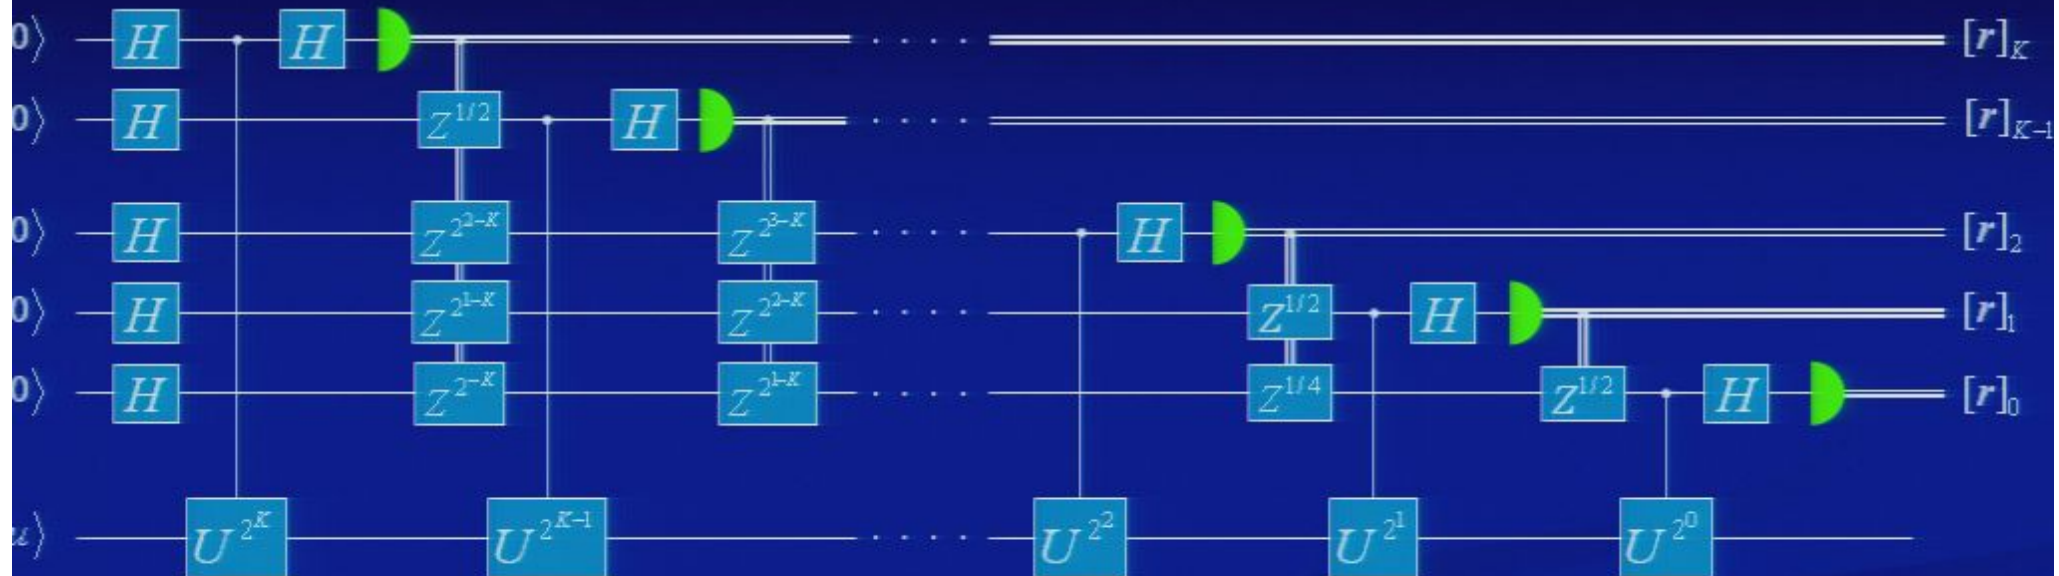 0⟩ H H . . . . [r]_K
0⟩ H Z^{1/2} H . . . . [r]_{K-1}
0⟩ H Z^{2^{2-K}} Z^{2^{3-K}} . . . . H [r]_2
0⟩ H Z^{2^{1-K}} Z^{2^{2-K}} . . . . Z^{1/2} H [r]_1
0⟩ H Z^{2^{-K}} Z^{2^{1-K}} . . . . Z^{1/4} Z^{1/2} H [r]_0
u⟩ U^{2^K} U^{2^{K-1}} . . . . U^{2^2} U^{2^1} U^{2^0}